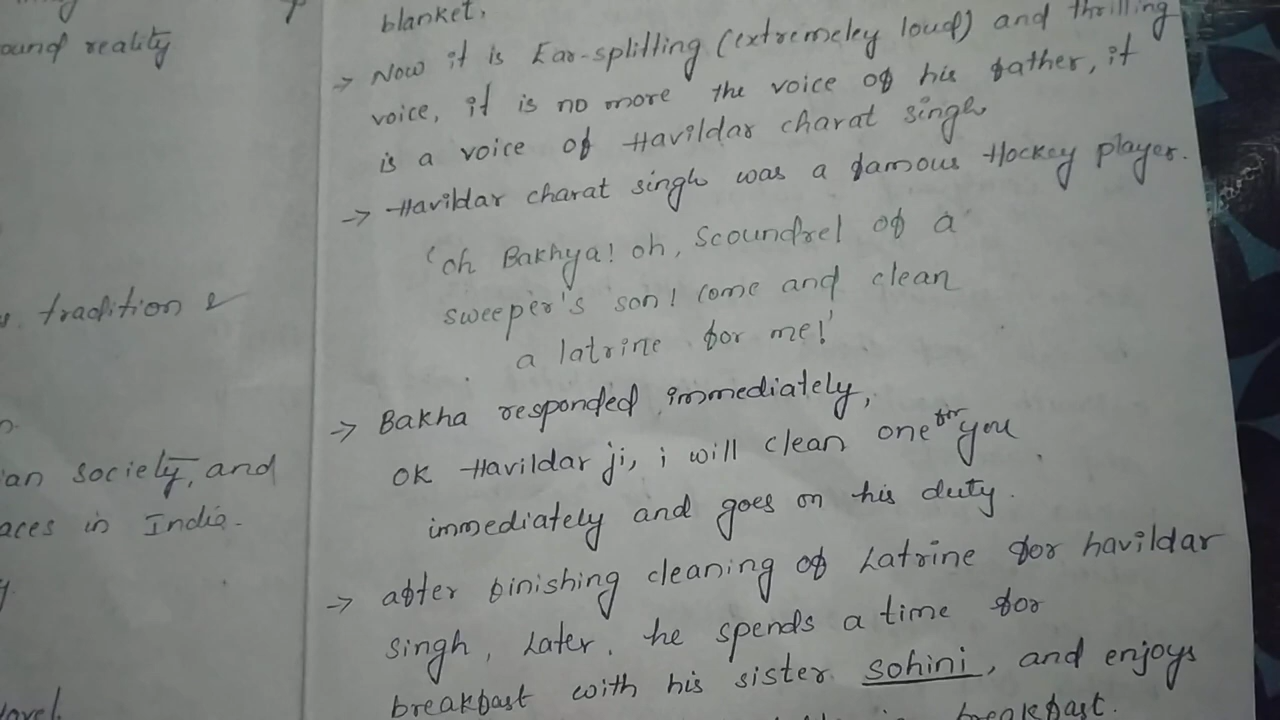 ound reality
s. tradition &
an society, and
aces in India.
blanket.
→ Now it is Ear-splitting (extremeley loud) and thrilling
voice, it is no more the voice of his father, it
is a voice of Havildar charat singh
→ Havildar charat singh was a famous Hockey player.
'oh Bakhya! oh, Scoundrel of a
sweeper's son! come and clean
a latrine for me!'
→ Bakha responded immediately,
OK Havildar ji, i will clean one for you
immediately and goes on his duty.
→ after finishing cleaning of Latrine for havildar
singh, Later, he spends a time for
breakfast with his sister sohini, and enjoys
breakfast.